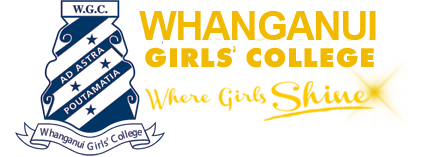 W.G.C.
AD ASTRA
POUTAMATIA
Whanganui Girls' College
WHANGANUI
GIRLS' COLLEGE
Where Girls Shine